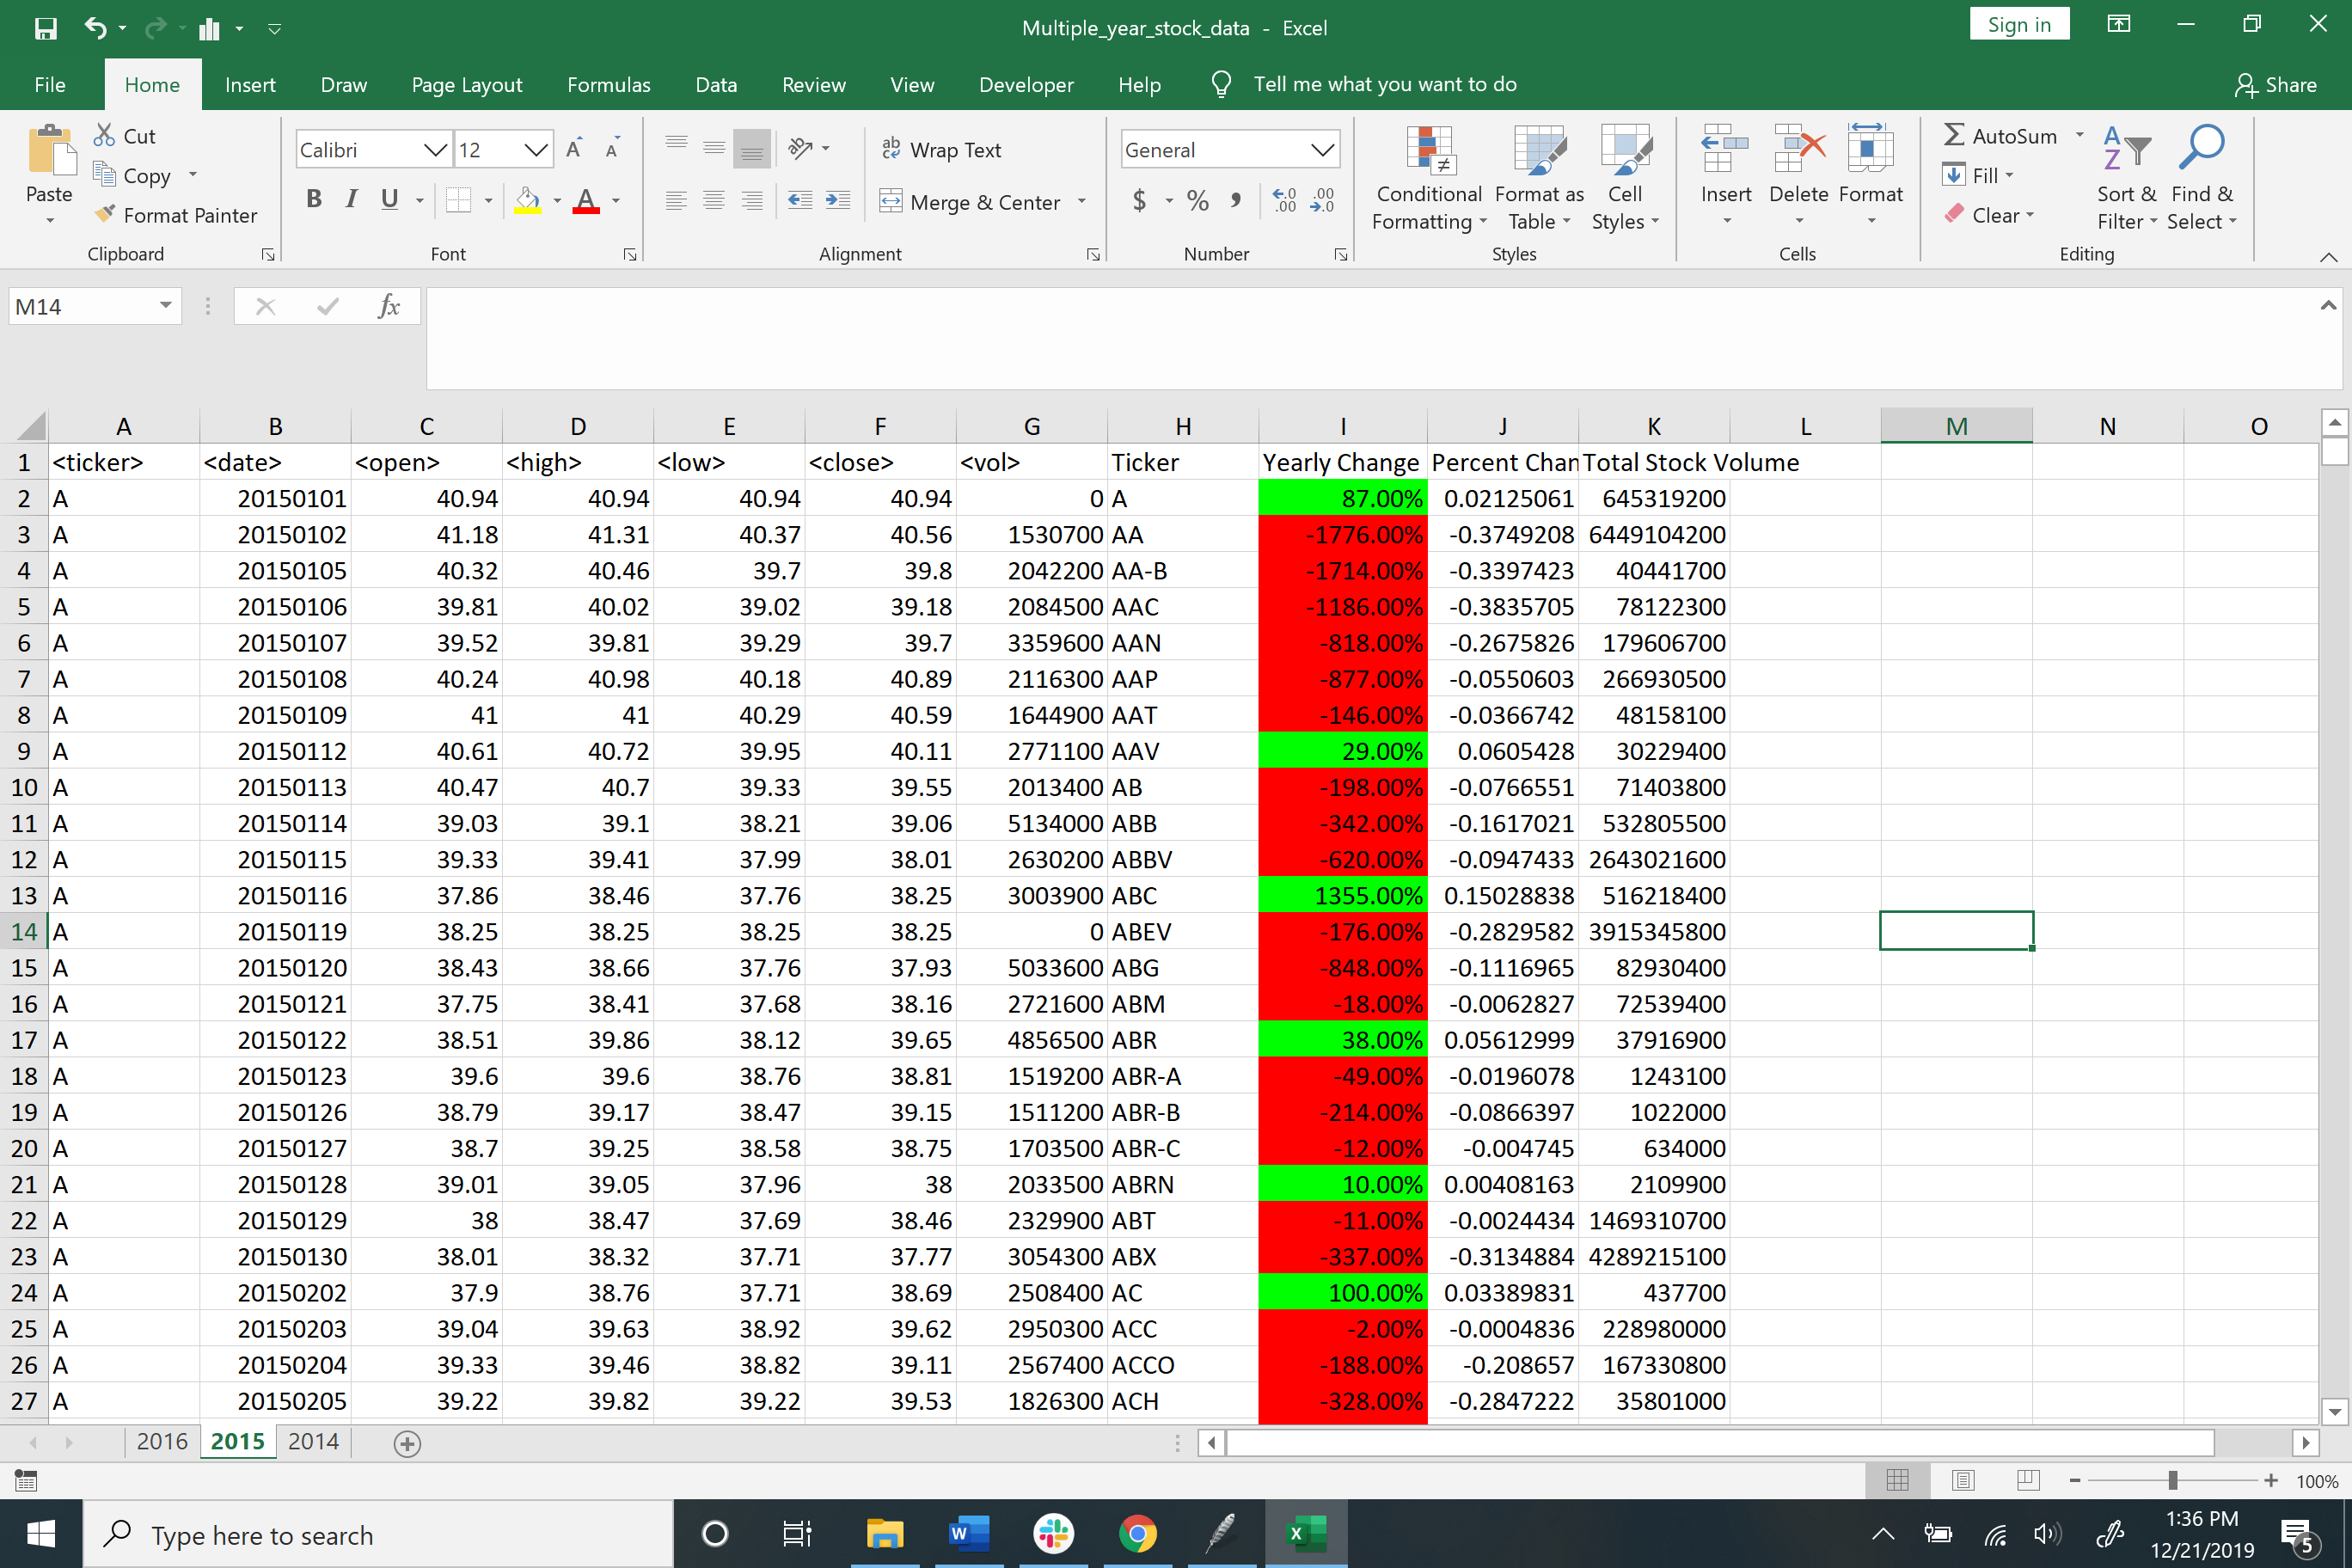 Multiple_year_stock_data - Excel
Sign in
File Home Insert Draw Page Layout Formulas Data Review View Developer Help Tell me what you want to do Share
Paste
Cut
Copy
Format Painter
Clipboard
Calibri 12
B I U
Font
Wrap Text
Merge & Center
Alignment
General
$ % ,
Number
Conditional Formatting
Format as Table
Cell Styles
Styles
Insert Delete Format
Cells
AutoSum
Fill
Clear
Sort & Filter
Find & Select
Editing
M14 fx
A B C D E F G H I J K L M N O
1 <ticker> <date> <open> <high> <low> <close> <vol> Ticker Yearly Change Percent Chan Total Stock Volume
2 A 20150101 40.94 40.94 40.94 40.94 0 A 87.00% 0.02125061 645319200
3 A 20150102 41.18 41.31 40.37 40.56 1530700 AA -1776.00% -0.3749208 6449104200
4 A 20150105 40.32 40.46 39.7 39.8 2042200 AA-B -1714.00% -0.3397423 40441700
5 A 20150106 39.81 40.02 39.02 39.18 2084500 AAC -1186.00% -0.3835705 78122300
6 A 20150107 39.52 39.81 39.29 39.7 3359600 AAN -818.00% -0.2675826 179606700
7 A 20150108 40.24 40.98 40.18 40.89 2116300 AAP -877.00% -0.0550603 266930500
8 A 20150109 41 41 40.29 40.59 1644900 AAT -146.00% -0.0366742 48158100
9 A 20150112 40.61 40.72 39.95 40.11 2771100 AAV 29.00% 0.0605428 30229400
10 A 20150113 40.47 40.7 39.33 39.55 2013400 AB -198.00% -0.0766551 71403800
11 A 20150114 39.03 39.1 38.21 39.06 5134000 ABB -342.00% -0.1617021 532805500
12 A 20150115 39.33 39.41 37.99 38.01 2630200 ABBV -620.00% -0.0947433 2643021600
13 A 20150116 37.86 38.46 37.76 38.25 3003900 ABC 1355.00% 0.15028838 516218400
14 A 20150119 38.25 38.25 38.25 38.25 0 ABEV -176.00% -0.2829582 3915345800
15 A 20150120 38.43 38.66 37.76 37.93 5033600 ABG -848.00% -0.1116965 82930400
16 A 20150121 37.75 38.41 37.68 38.16 2721600 ABM -18.00% -0.0062827 72539400
17 A 20150122 38.51 39.86 38.12 39.65 4856500 ABR 38.00% 0.05612999 37916900
18 A 20150123 39.6 39.6 38.76 38.81 1519200 ABR-A -49.00% -0.0196078 1243100
19 A 20150126 38.79 39.17 38.47 39.15 1511200 ABR-B -214.00% -0.0866397 1022000
20 A 20150127 38.7 39.25 38.58 38.75 1703500 ABR-C -12.00% -0.004745 634000
21 A 20150128 39.01 39.05 37.96 38 2033500 ABRN 10.00% 0.00408163 2109900
22 A 20150129 38 38.47 37.69 38.46 2329900 ABT -11.00% -0.0024434 1469310700
23 A 20150130 38.01 38.32 37.71 37.77 3054300 ABX -337.00% -0.3134884 4289215100
24 A 20150202 37.9 38.76 37.71 38.69 2508400 AC 100.00% 0.03389831 437700
25 A 20150203 39.04 39.63 38.92 39.62 2950300 ACC -2.00% -0.0004836 228980000
26 A 20150204 39.33 39.46 38.82 39.11 2567400 ACCO -188.00% -0.208657 167330800
27 A 20150205 39.22 39.82 39.22 39.53 1826300 ACH -328.00% -0.2847222 35801000
2016 2015 2014
100%
Type here to search
1:36 PM
12/21/2019
5